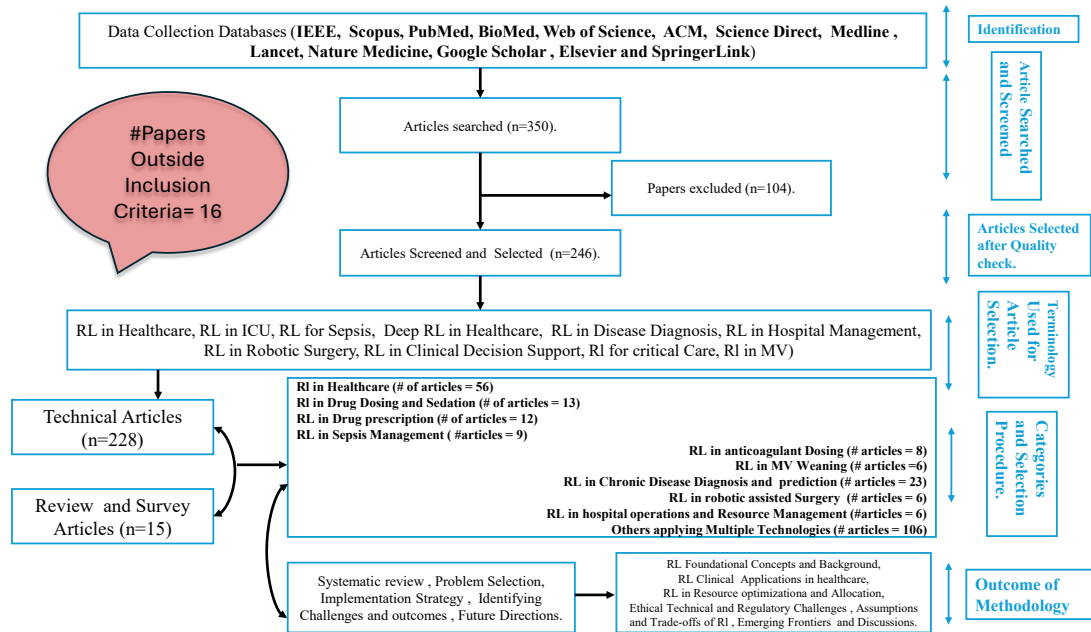 Data Collection Databases (IEEE, Scopus, PubMed, BioMed, Web of Science, ACM, Science Direct, Medline ,
Lancet, Nature Medicine, Google Scholar , Elsevier and SpringerLink)
Identification
Articles searched (n=350).
Article Searched
and Screened
#Papers
Outside
Inclusion
Criteria= 16
Papers excluded (n=104).
Articles Screened and Selected (n=246).
Articles Selected
after Quality
check.
RL in Healthcare, RL in ICU, RL for Sepsis, Deep RL in Healthcare, RL in Disease Diagnosis, RL in Hospital Management,
RL in Robotic Surgery, RL in Clinical Decision Support, Rl for critical Care, Rl in MV)
Terminology
Used for
Article
Selection.
Technical Articles
(n=228)
Review and Survey
Articles (n=15)
Rl in Healthcare (# of articles = 56)
Rl in Drug Dosing and Sedation (# of articles = 13)
RL in Drug prescription (# of articles = 12)
RL in Sepsis Management ( #articles = 9)
RL in anticoagulant Dosing (# articles = 8)
RL in MV Weaning (# articles =6)
RL in Chronic Disease Diagnosis and prediction (# articles = 23)
RL in robotic assisted Surgery (# articles = 6)
RL in hospital operations and Resource Management (#articles = 6)
Others applying Multiple Technologies (# articles = 106)
Categories
and Selection
Procedure.
Systematic review , Problem Selection,
Implementation Strategy , Identifying
Challenges and outcomes , Future Directions.
RL Foundational Concepts and Background,
RL Clinical Applications in healthcare,
RL in Resource optimizationa and Allocation,
Ethical Technical and Regulatory Challenges , Assumptions
and Trade-offs of Rl , Emerging Frontiers and Discussions.
Outcome of
Methodology